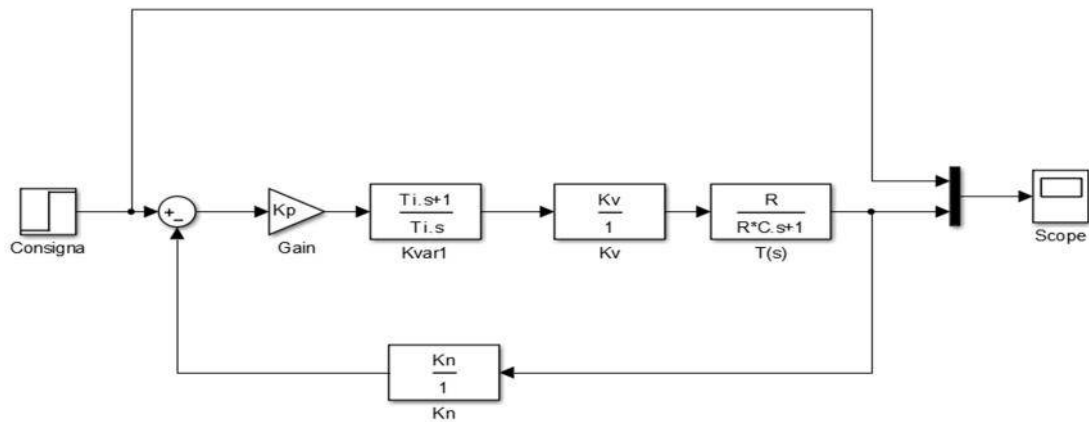 Consigna
+
-
Kp
Gain
Ti.s+1
Ti.s
Kvar1
Kv
1
Kv
R
R*C.s+1
T(s)
Scope
Kn
1
Kn